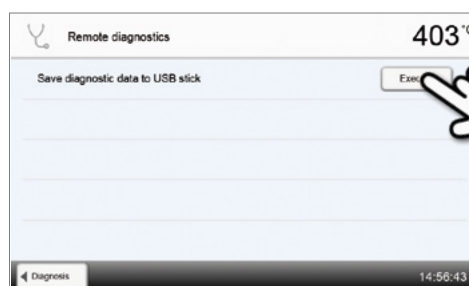 Remote diagnostics
403 °C
Save diagnostic data to USB stick
Diagnosis
14:56:43